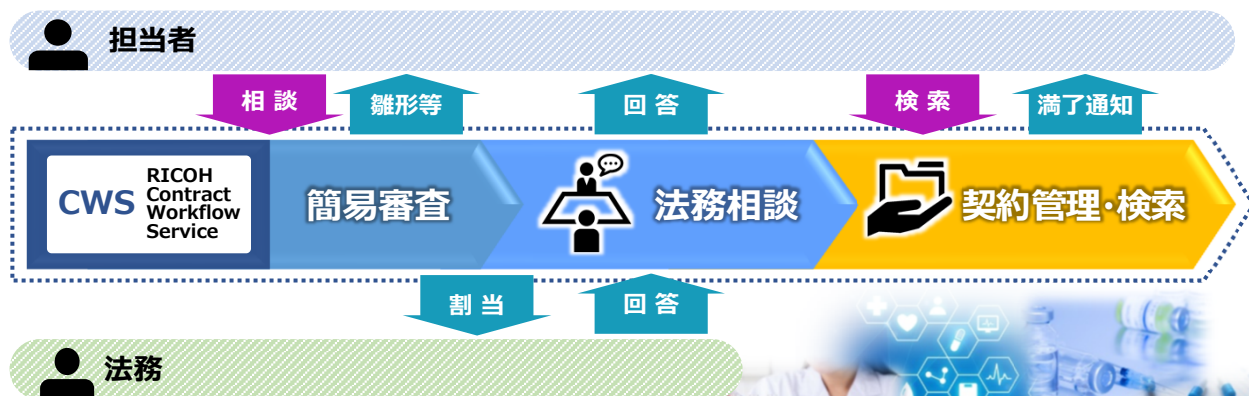 担当者
相談
雛形等
回答
検索
満了通知
CWS
RICOH
Contract
Workflow
Service
簡易審査
法務相談
契約管理・検索
割当
回答
法務